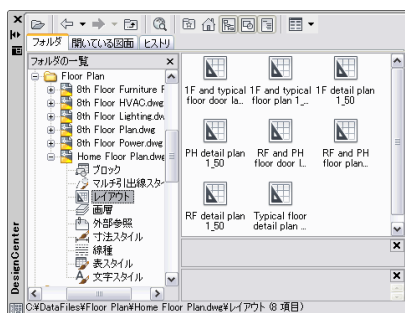 フォルダ 開いている図面 ヒストリ
フォルダの一覧
Floor Plan
8th Floor Furniture F
8th Floor HVAC.dwg
8th Floor Lighting.dw
8th Floor Plan.dwg
8th Floor Power.dwg
Home Floor Plan.dwg
ブロック
マルチ引出線スタ
レイアウト
画層
外部参照
寸法スタイル
線種
表スタイル
文字スタイル
1F and typical floor door la...
1F and typical floor plan 1_...
1F detail plan 1_50
PH detail plan 1_50
RF and PH floor door l...
RF and PH floor plan...
RF detail plan 1_50
Typical floor detail plan ...
DesignCenter
C:¥DataFiles¥Floor Plan¥Home Floor Plan.dwg¥レイアウト (8 項目)